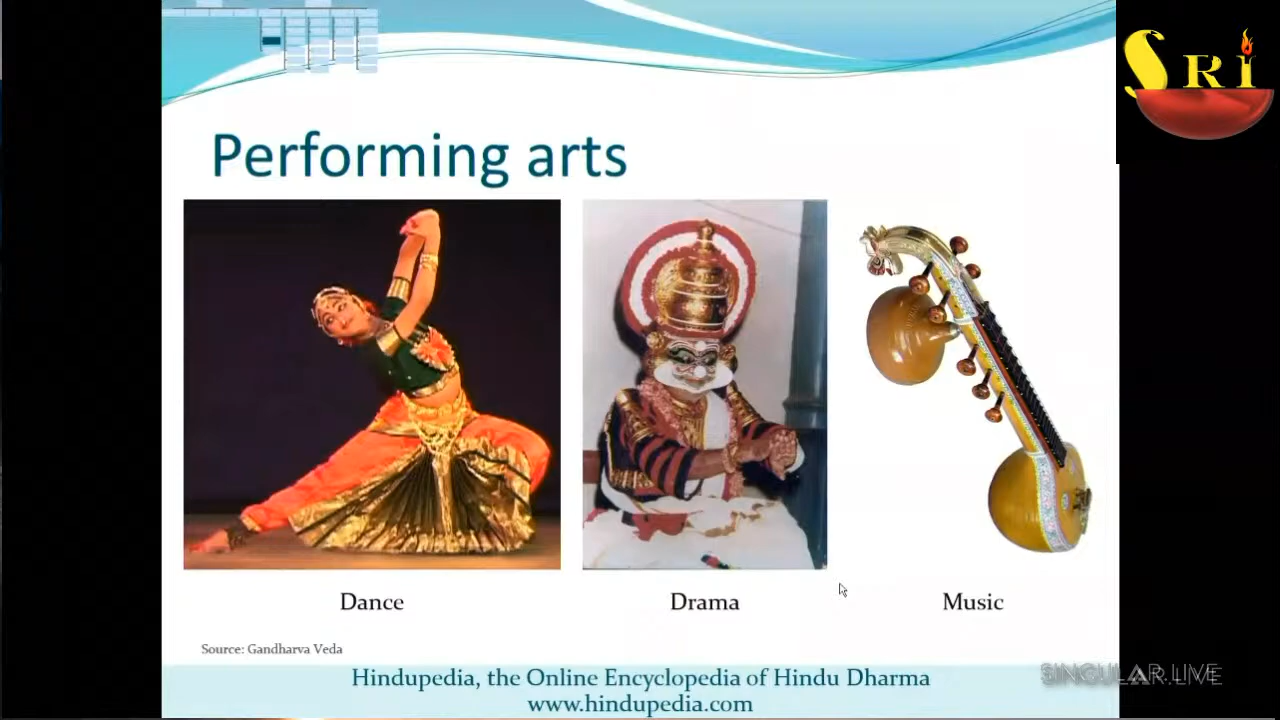 SRi
Performing arts
Dance
Drama
Music
Source: Gandharva Veda
Hindupedia, the Online Encyclopedia of Hindu Dharma
www.hindupedia.com
SINGULAR.LIVE